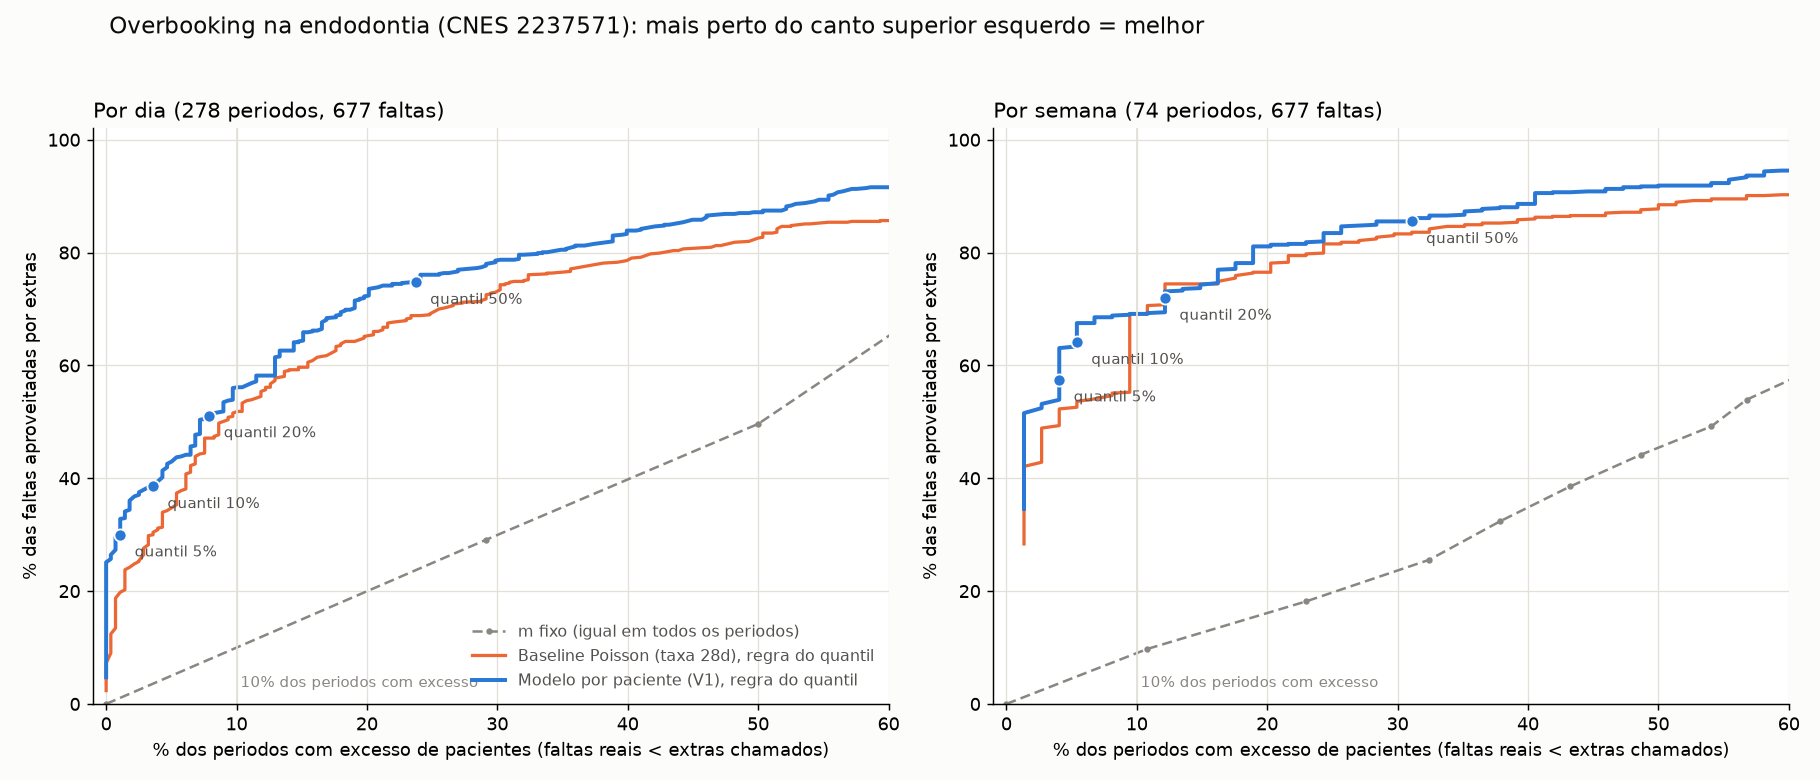 Overbooking na endodontia (CNES 2237571): mais perto do canto superior esquerdo = melhor
Por dia (278 periodos, 677 faltas)
% das faltas aproveitadas por extras
100
80
60
40
20
0
quantil 50%
quantil 20%
quantil 10%
quantil 5%
m fixo (igual em todos os periodos)
Baseline Poisson (taxa 28d), regra do quantil
Modelo por paciente (V1), regra do quantil
10% dos periodos com excesso
0 10 20 30 40 50 60
% dos periodos com excesso de pacientes (faltas reais < extras chamados)
Por semana (74 periodos, 677 faltas)
% das faltas aproveitadas por extras
100
80
60
40
20
0
quantil 50%
quantil 20%
quantil 10%
quantil 5%
10% dos periodos com excesso
0 10 20 30 40 50 60
% dos periodos com excesso de pacientes (faltas reais < extras chamados)